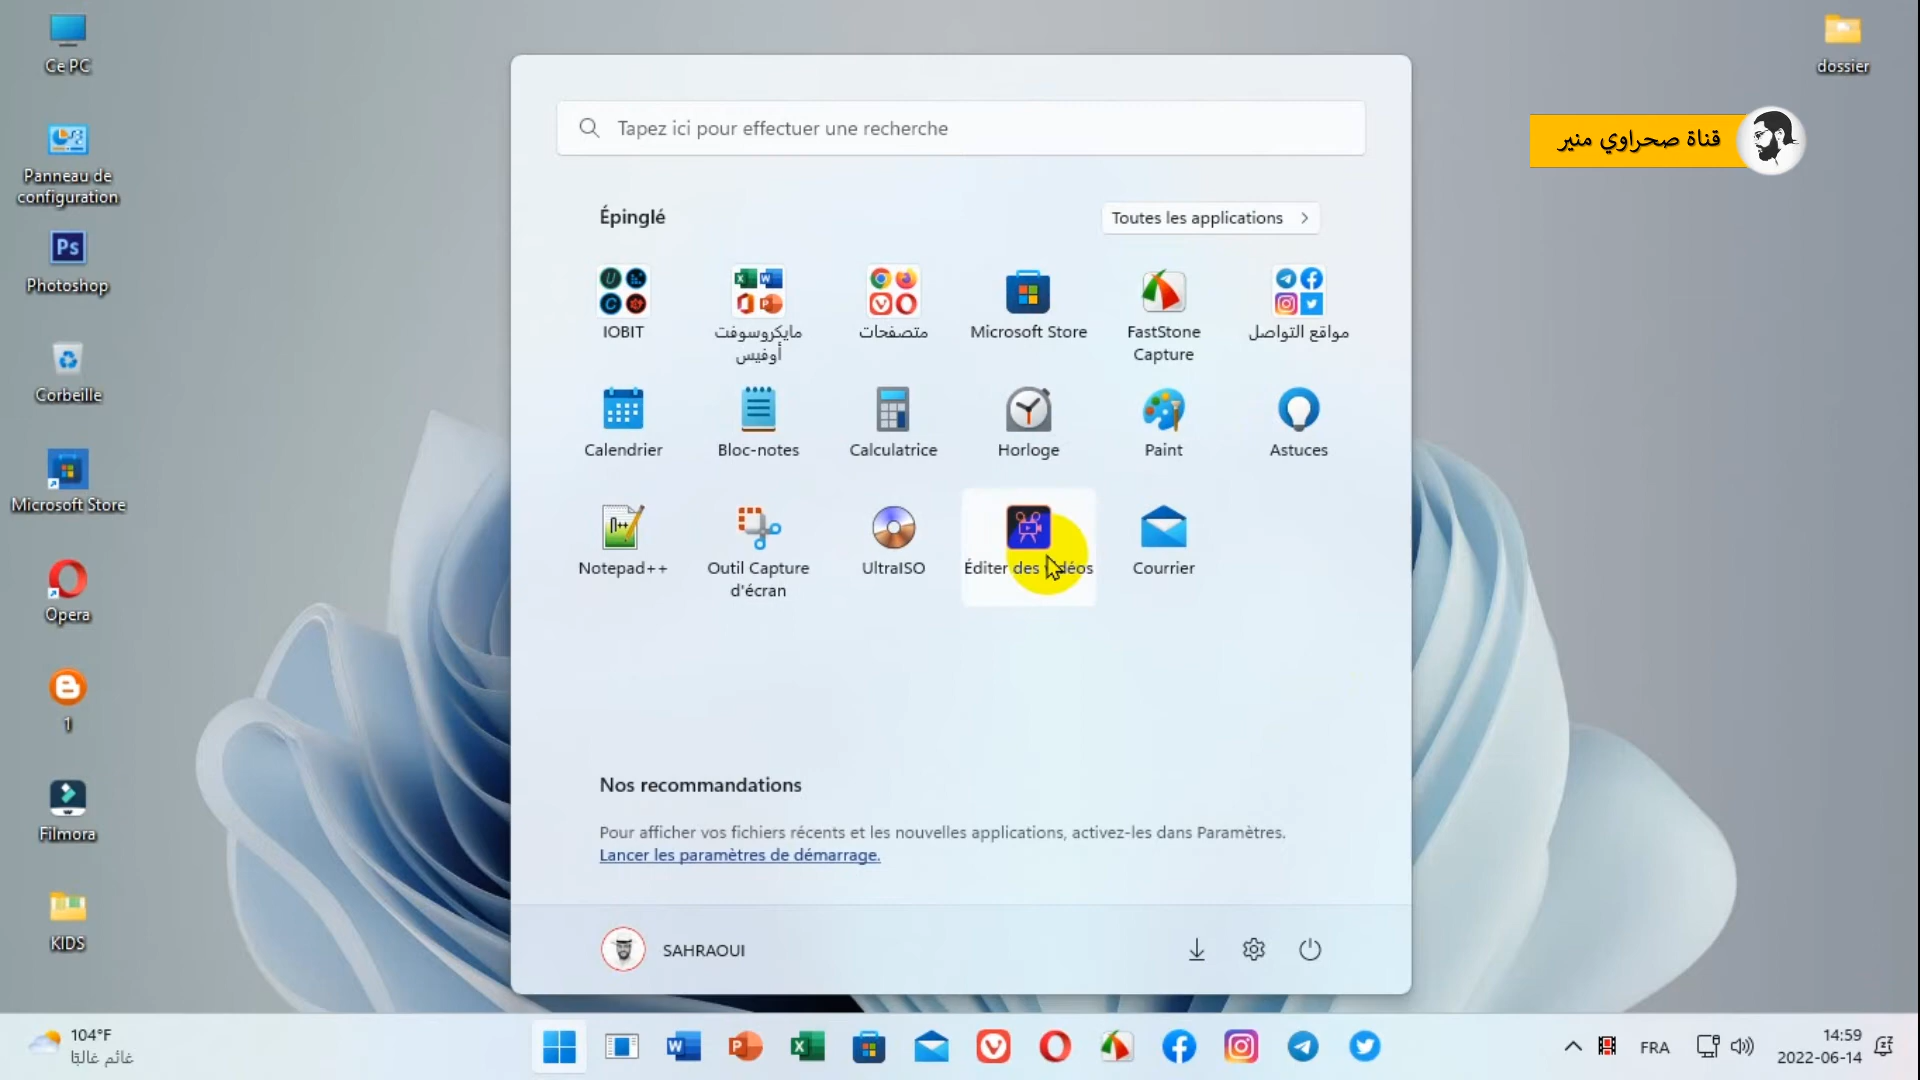 Ce PC
Panneau de
configuration
Ps
Photoshop
Corbeille
Microsoft Store
Opera
1
Filmora
KIDS
dossier
قناة صحراوي منير
Tapez ici pour effectuer une recherche
Épinglé
Toutes les applications
IOBIT
مايكروسوفت
أوفيس
متصفحات
Microsoft Store
FastStone
Capture
مواقع التواصل
Calendrier
Bloc-notes
Calculatrice
Horloge
Paint
Astuces
Notepad++
Outil Capture
d'écran
UltraISO
Éditer des vidéos
Courrier
Nos recommandations
Pour afficher vos fichiers récents et les nouvelles applications, activez-les dans Paramètres.
Lancer les paramètres de démarrage.
SAHRAOUI
104°F
غائم غالبًا
FRA
14:59
2022-06-14